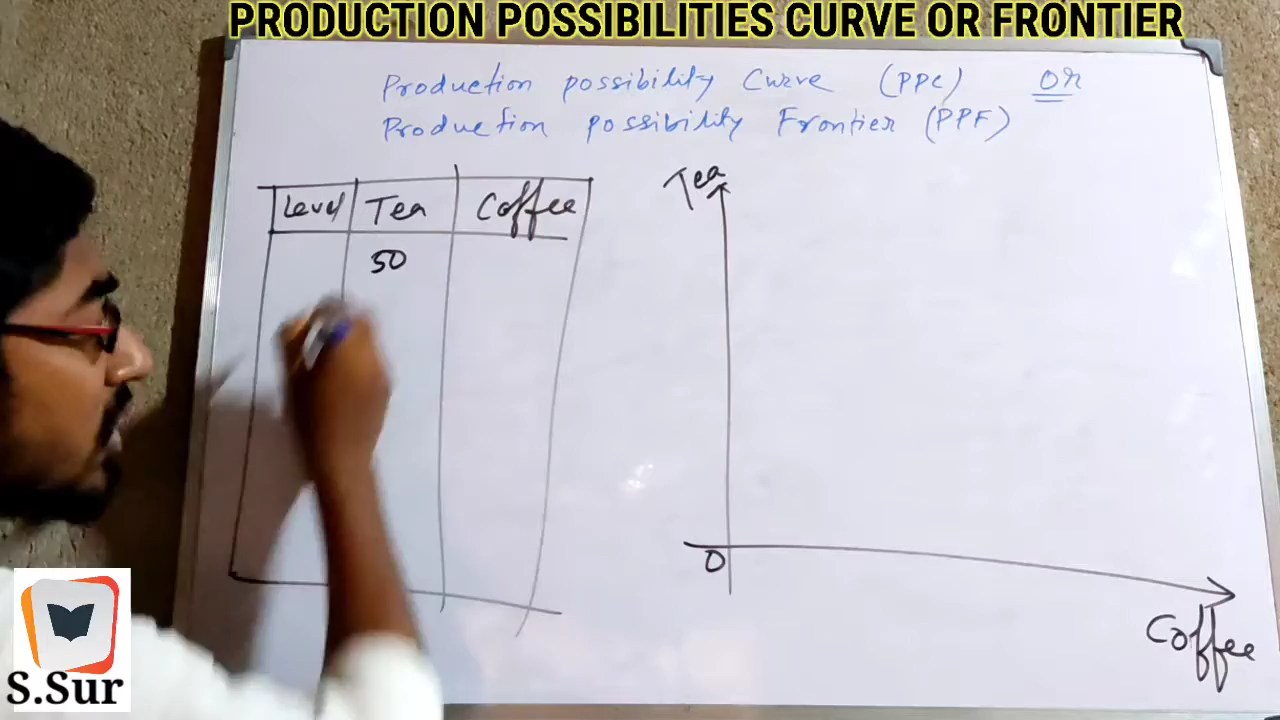 PRODUCTION POSSIBILITIES CURVE OR FRONTIER
Production possibility Curve (PPC) OR
Production possibility Frontier (PPF)
Level Tea Coffee
50
Tea
O
Coffee
S.Sur